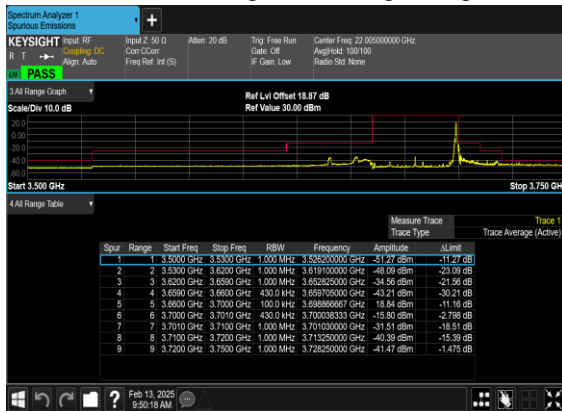 Spectrum Analyzer 1
Spurious Emissions
KEYSIGHT Input: RF Input Z: 50 Ω Atten: 20 dB Trig: Free Run Center Freq: 22.005000000 GHz
R T Coupling: DC Corr CCorr Gate: Off Avg|Hold: 100/100
Align: Auto Freq Ref: Int (S) IF Gain: Low Radio Std: None
PASS
3 All Range Graph
Ref Lvl Offset 18.87 dB
Scale/Div 10.0 dB Ref Value 30.00 dBm
20.0
0.00
-20.0
-40.0
-60.0
Start 3.500 GHz Stop 3.750 GH
4 All Range Table
Measure Trace Trace 1
Trace Type Trace Average (Active)
Spur Range Start Freq Stop Freq RBW Frequency Amplitude ΔLimit
1 1 3.5000 GHz 3.5300 GHz 1.000 MHz 3.526200000 GHz -51.27 dBm -11.27 dB
2 2 3.5300 GHz 3.6200 GHz 1.000 MHz 3.619100000 GHz -48.09 dBm -23.09 dB
3 3 3.6200 GHz 3.6590 GHz 1.000 MHz 3.652825000 GHz -34.56 dBm -21.56 dB
4 4 3.6590 GHz 3.6600 GHz 430.0 kHz 3.659705000 GHz -43.21 dBm -30.21 dB
5 5 3.6600 GHz 3.7000 GHz 100.0 kHz 3.698866667 GHz 18.84 dBm -11.16 dB
6 6 3.7000 GHz 3.7010 GHz 430.0 kHz 3.700038333 GHz -15.80 dBm -2.798 dB
7 7 3.7010 GHz 3.7100 GHz 1.000 MHz 3.701030000 GHz -31.51 dBm -18.51 dB
8 8 3.7100 GHz 3.7200 GHz 1.000 MHz 3.713250000 GHz -40.39 dBm -15.39 dB
9 9 3.7200 GHz 3.7500 GHz 1.000 MHz 3.728250000 GHz -41.47 dBm -1.475 dB
Feb 13, 2025
9:50:18 AM